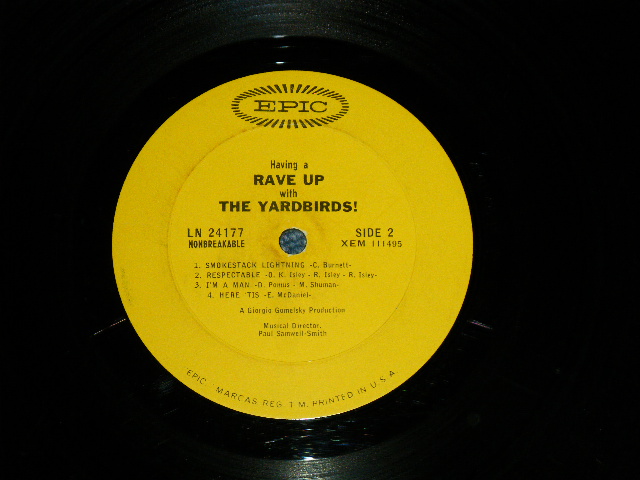 EPIC
Having a
RAVE UP
with
THE YARDBIRDS!
LN 24177
NONBREAKABLE
SIDE 2
XEM 111495
1. SMOKESTACK LIGHTNING -C. Burnett-
2. RESPECTABLE -O. K. Isley - R. Isley - R. Isley-
3. I'M A MAN -D. Pomus - M. Shuman-
4. HERE 'TIS -E. McDaniel-
A Giorgio Gomelsky Production
Musical Director,
Paul Samwell-Smith
EPIC. MARCAS REG. T.M. PRINTED IN U.S.A.